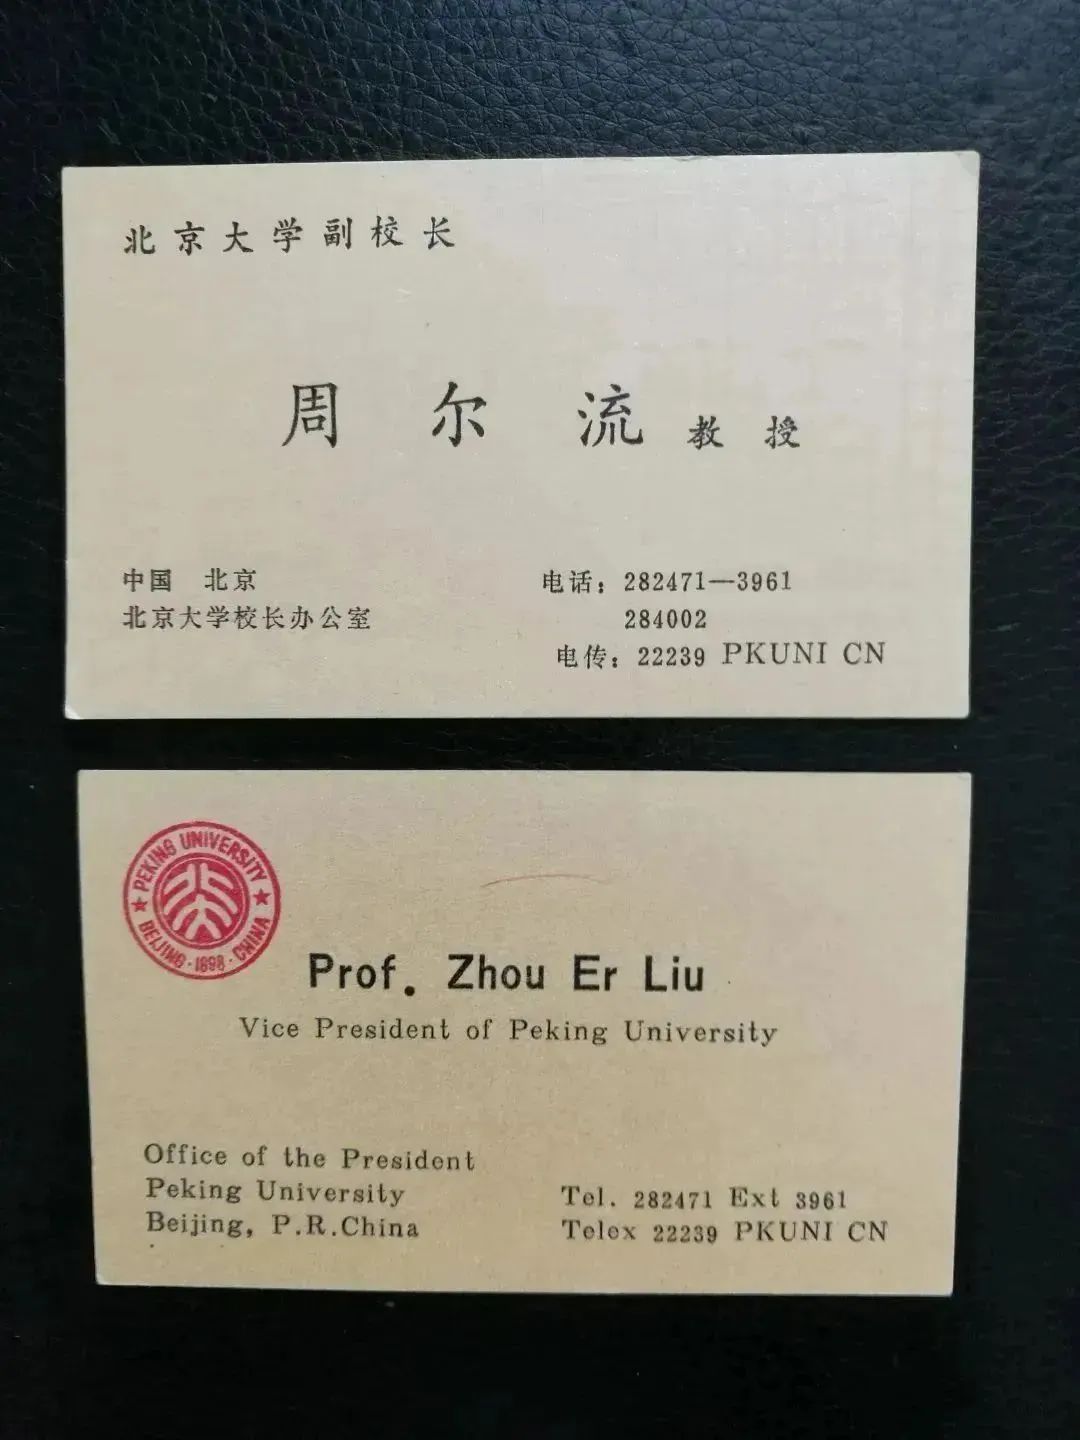 北京大学副校长
周尔流 教授
中国 北京
北京大学校长办公室
电话：282471—3961
284002
电传：22239 PKUNI CN
PEKING UNIVERSITY
BEIJING · 1898 · CHINA
Prof. Zhou Er Liu
Vice President of Peking University
Office of the President
Peking University
Beijing, P.R.China
Tel. 282471 Ext 3961
Telex 22239 PKUNI CN